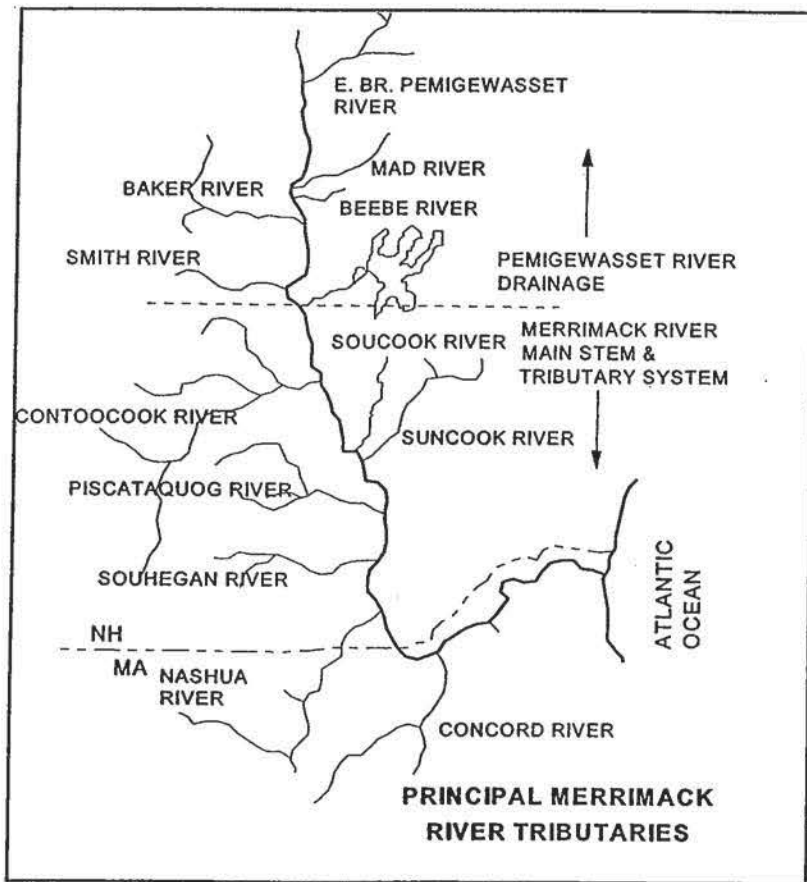 E. BR. PEMIGEWASSET
RIVER
MAD RIVER
BAKER RIVER
BEEBE RIVER
SMITH RIVER
PEMIGEWASSET RIVER
DRAINAGE
SOUCOOK RIVER
MERRIMACK RIVER
MAIN STEM &
TRIBUTARY SYSTEM
CONTOOCOOK RIVER
SUNCOOK RIVER
PISCATAQUOG RIVER
SOUHEGAN RIVER
ATLANTIC
OCEAN
NH
MA
NASHUA
RIVER
CONCORD RIVER
PRINCIPAL MERRIMACK
RIVER TRIBUTARIES